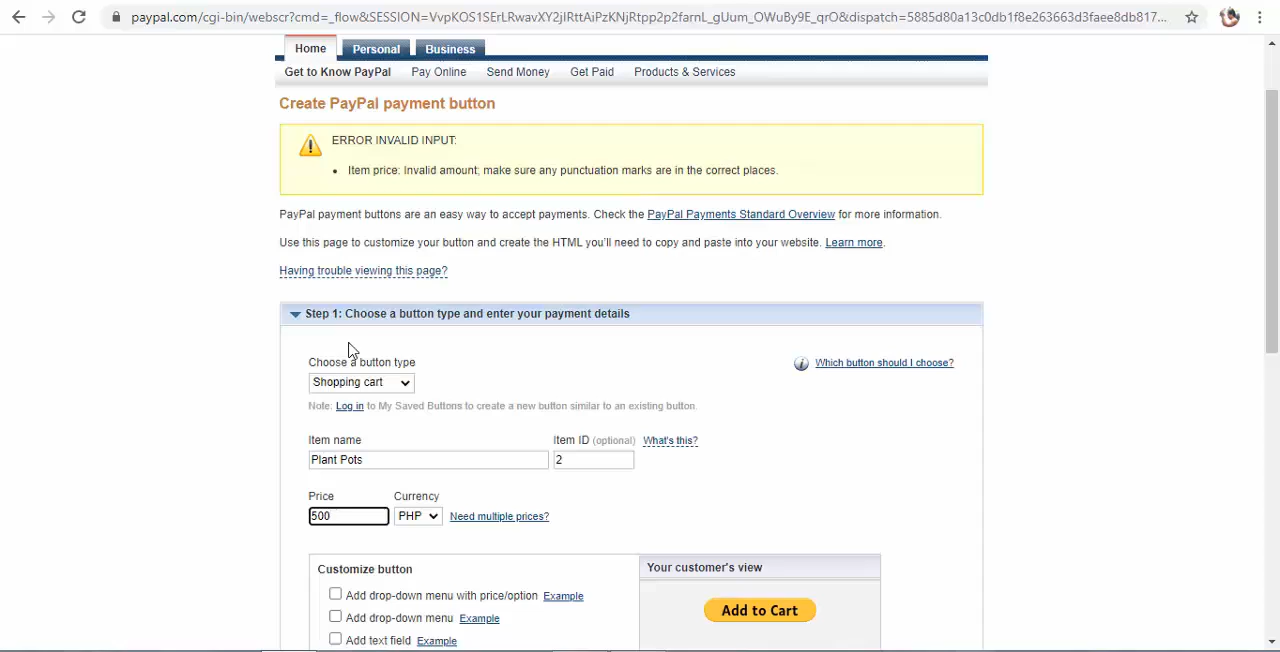 paypal.com/cgi-bin/webscr?cmd=_flow&SESSION=VvpKOS1SErLRwavXY2jIRttAiPzKNjRtpp2p2farnL_gUum_OWuBy9E_qrO&dispatch=5885d80a13c0db1f8e263663d3faee8db817...
Home Personal Business
Get to Know PayPal Pay Online Send Money Get Paid Products & Services
Create PayPal payment button
ERROR INVALID INPUT:
• Item price: Invalid amount; make sure any punctuation marks are in the correct places.
PayPal payment buttons are an easy way to accept payments. Check the PayPal Payments Standard Overview for more information.
Use this page to customize your button and create the HTML you'll need to copy and paste into your website. Learn more.
Having trouble viewing this page?
Step 1: Choose a button type and enter your payment details
Choose a button type Which button should I choose?
Shopping cart
Note: Log in to My Saved Buttons to create a new button similar to an existing button.
Item name Item ID (optional) What's this?
Plant Pots 2
Price Currency
500 PHP Need multiple prices?
Customize button Your customer's view
Add drop-down menu with price/option Example
Add to Cart
Add drop-down menu Example
Add text field Example